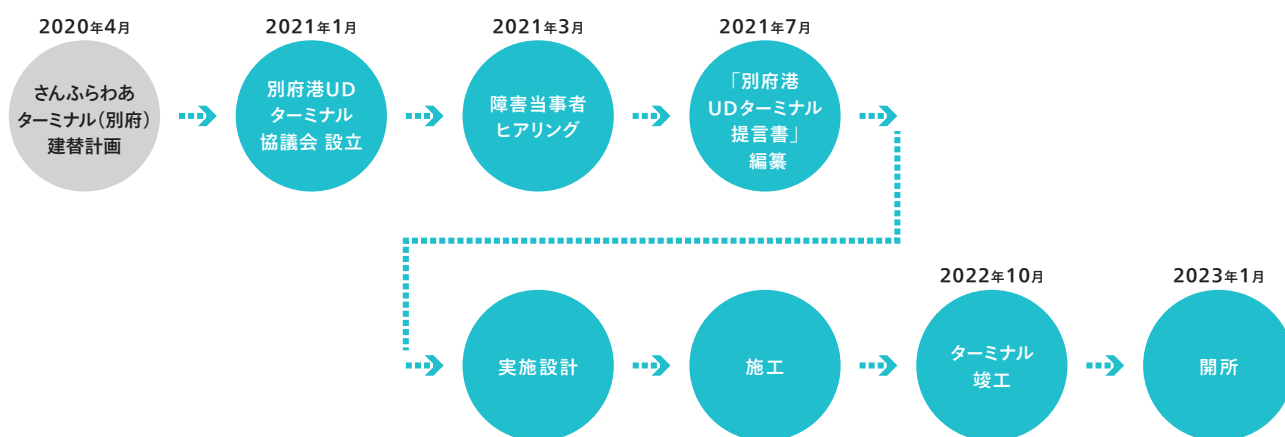 2020年4月
さんふらわあ
ターミナル(別府)
建替計画
2021年1月
別府港UD
ターミナル
協議会 設立
2021年3月
障害当事者
ヒアリング
2021年7月
「別府港
UDターミナル
提言書」
編纂
実施設計
施工
2022年10月
ターミナル
竣工
2023年1月
開所